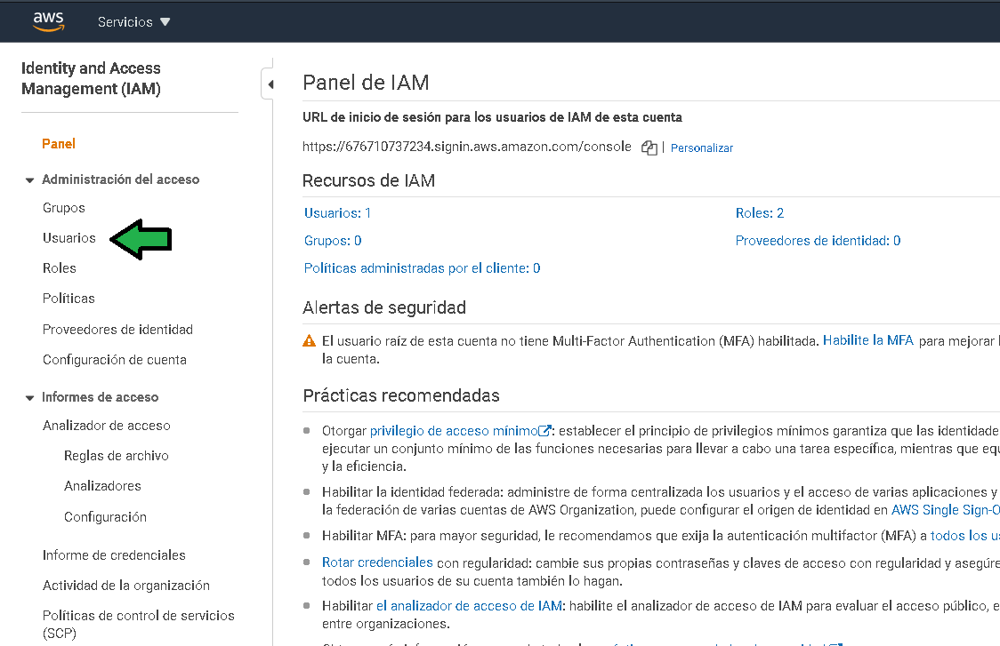 aws Servicios
Identity and Access
Management (IAM)
Panel
Administración del acceso
Grupos
Usuarios
Roles
Políticas
Proveedores de identidad
Configuración de cuenta
Informes de acceso
Analizador de acceso
Reglas de archivo
Analizadores
Configuración
Informe de credenciales
Actividad de la organización
Políticas de control de servicios
(SCP)
Panel de IAM
URL de inicio de sesión para los usuarios de IAM de esta cuenta
https://676710737234.signin.aws.amazon.com/console | Personalizar
Recursos de IAM
Usuarios: 1 Roles: 2
Grupos: 0 Proveedores de identidad: 0
Políticas administradas por el cliente: 0
Alertas de seguridad
El usuario raíz de esta cuenta no tiene Multi-Factor Authentication (MFA) habilitada. Habilite la MFA para mejorar
la cuenta.
Prácticas recomendadas
Otorgar privilegio de acceso mínimo: establecer el principio de privilegios mínimos garantiza que las identidade
ejecutar un conjunto mínimo de las funciones necesarias para llevar a cabo una tarea específica, mientras que equ
y la eficiencia.
Habilitar la identidad federada: administre de forma centralizada los usuarios y el acceso de varias aplicaciones y
la federación de varias cuentas de AWS Organization, puede configurar el origen de identidad en AWS Single Sign-O
Habilitar MFA: para mayor seguridad, le recomendamos que exija la autenticación multifactor (MFA) a todos los us
Rotar credenciales con regularidad: cambie sus propias contraseñas y claves de acceso con regularidad y asegúre
todos los usuarios de su cuenta también lo hagan.
Habilitar el analizador de acceso de IAM: habilite el analizador de acceso de IAM para evaluar el acceso público, e
entre organizaciones.